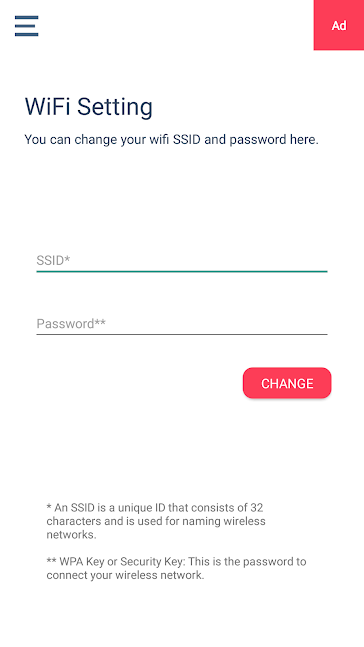 Ad
WiFi Setting
You can change your wifi SSID and password here.
SSID*
Password**
CHANGE
* An SSID is a unique ID that consists of 32
characters and is used for naming wireless
networks.
** WPA Key or Security Key: This is the password to
connect your wireless network.